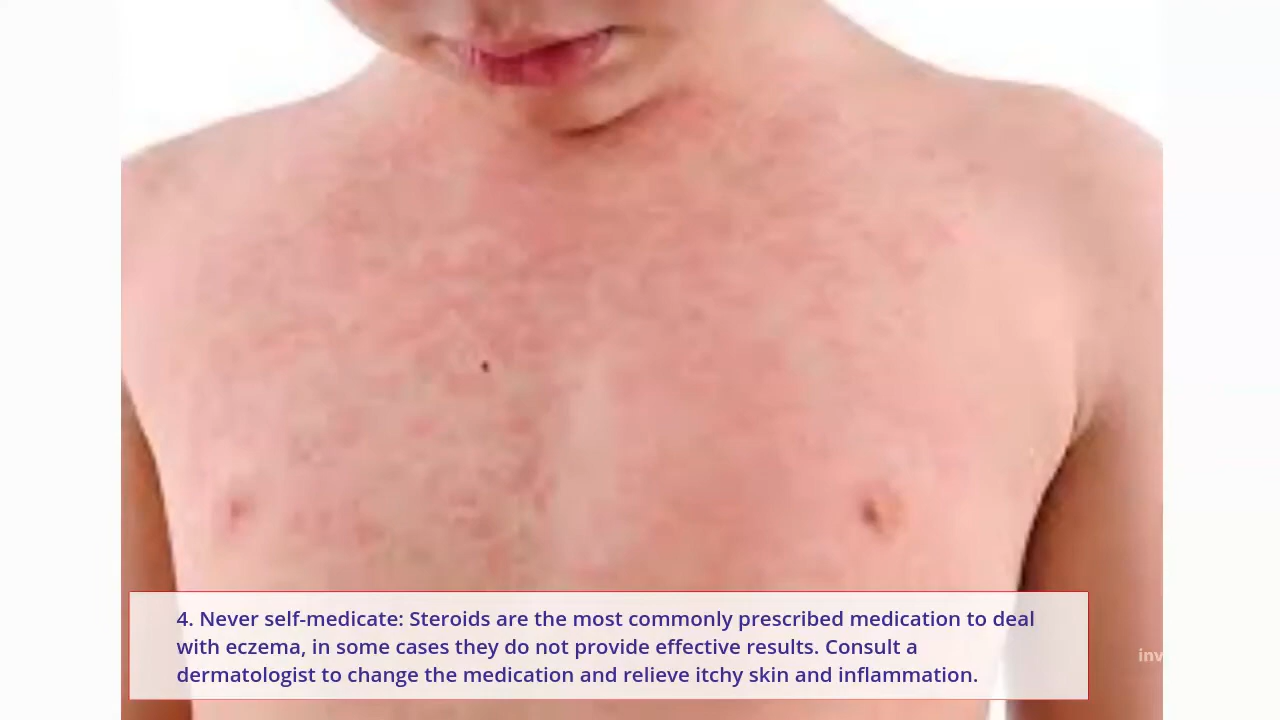 4. Never self-medicate: Steroids are the most commonly prescribed medication to deal
with eczema, in some cases they do not provide effective results. Consult a
dermatologist to change the medication and relieve itchy skin and inflammation.
inv